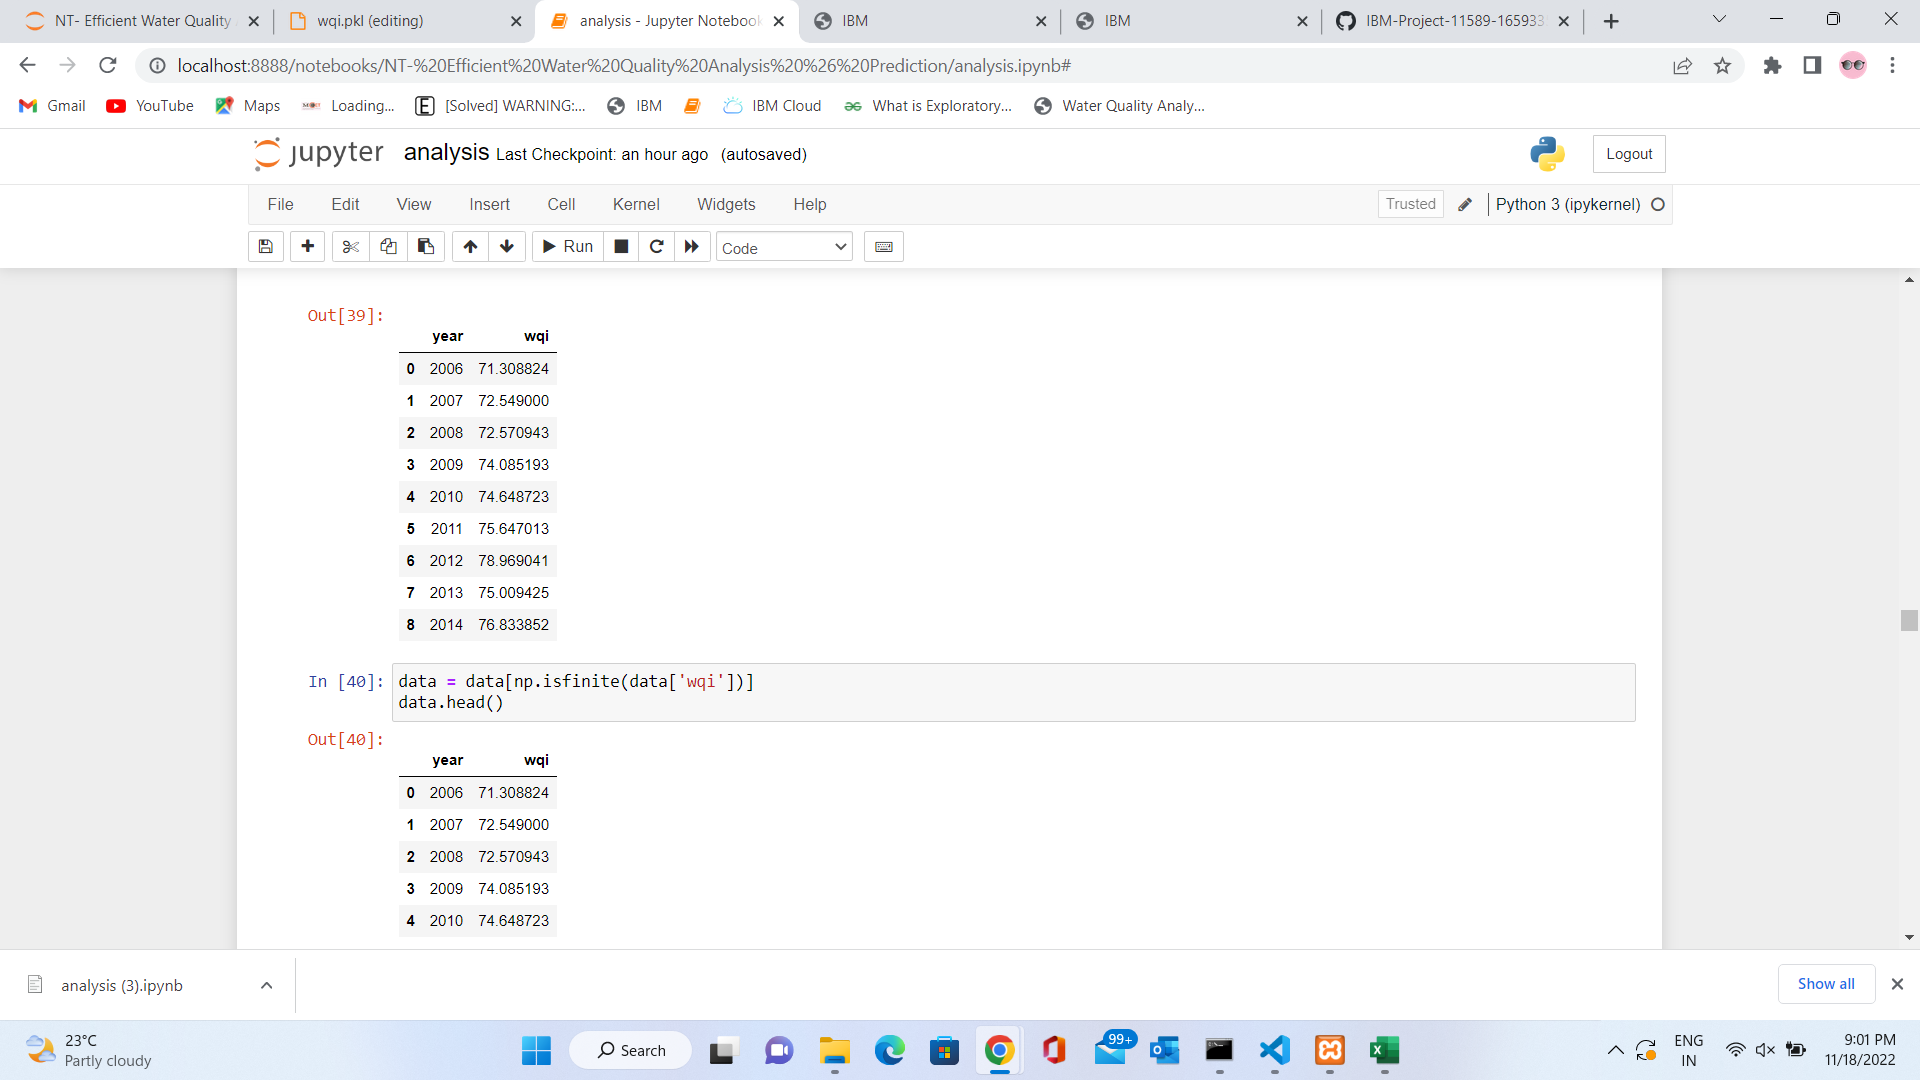 NT- Efficient Water Quality
wqi.pkl (editing)
analysis - Jupyter Notebook
IBM
IBM
IBM-Project-11589-165933
localhost:8888/notebooks/NT-%20Efficient%20Water%20Quality%20Analysis%20%26%20Prediction/analysis.ipynb#
Gmail
YouTube
Maps
Loading...
[Solved] WARNING:...
IBM
IBM Cloud
What is Exploratory...
Water Quality Analy...
jupyter analysis Last Checkpoint: an hour ago (autosaved)
Logout
File Edit View Insert Cell Kernel Widgets Help
Trusted
Python 3 (ipykernel)
Run
Code
Out[39]:
year wqi
0 2006 71.308824
1 2007 72.549000
2 2008 72.570943
3 2009 74.085193
4 2010 74.648723
5 2011 75.647013
6 2012 78.969041
7 2013 75.009425
8 2014 76.833852
In [40]: data = data[np.isfinite(data['wqi'])]
data.head()
Out[40]:
year wqi
0 2006 71.308824
1 2007 72.549000
2 2008 72.570943
3 2009 74.085193
4 2010 74.648723
analysis (3).ipynb
Show all
23°C
Partly cloudy
Search
99+
ENG
IN
9:01 PM
11/18/2022